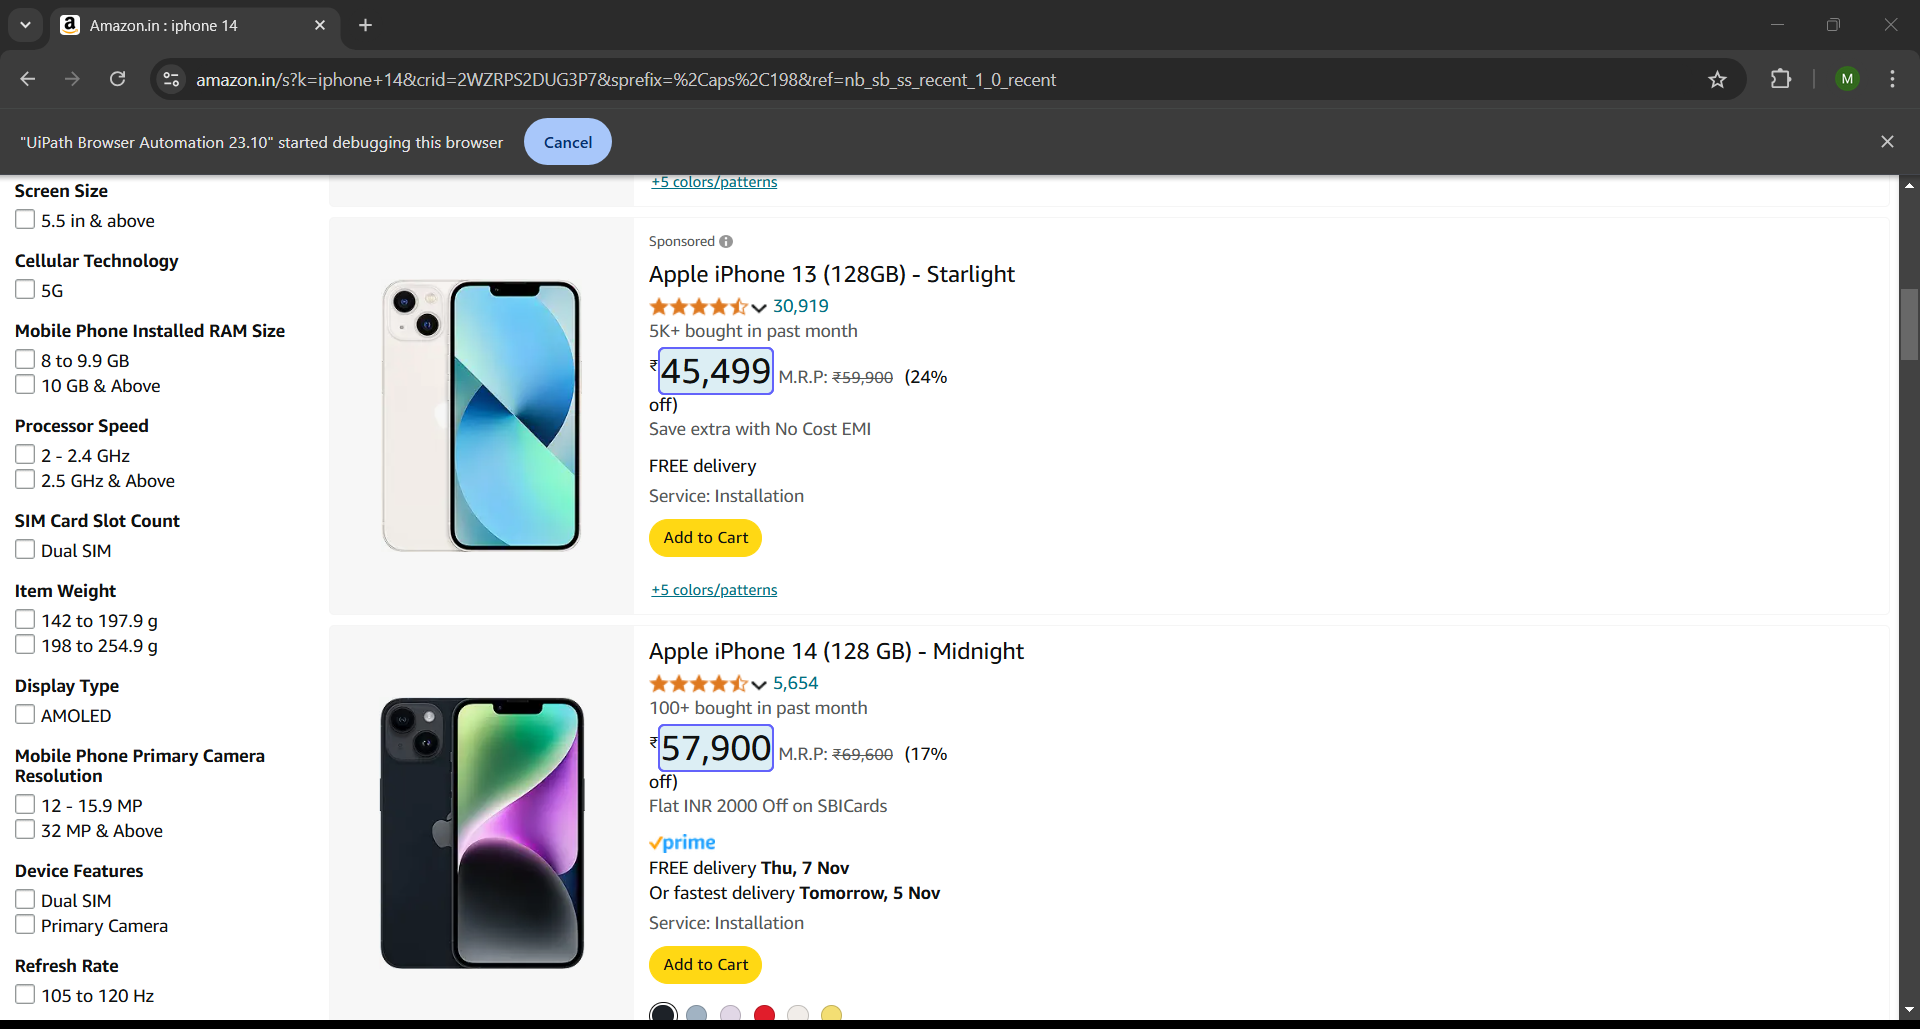 Amazon.in : iphone 14
amazon.in/s?k=iphone+14&crid=2WZRPS2DUG3P7&sprefix=%2Caps%2C198&ref=nb_sb_ss_recent_1_0_recent
M
"UiPath Browser Automation 23.10" started debugging this browser
Cancel
Screen Size
5.5 in & above
Cellular Technology
5G
Mobile Phone Installed RAM Size
8 to 9.9 GB
10 GB & Above
Processor Speed
2 - 2.4 GHz
2.5 GHz & Above
SIM Card Slot Count
Dual SIM
Item Weight
142 to 197.9 g
198 to 254.9 g
Display Type
AMOLED
Mobile Phone Primary Camera
Resolution
12 - 15.9 MP
32 MP & Above
Device Features
Dual SIM
Primary Camera
Refresh Rate
105 to 120 Hz
+5 colors/patterns
Sponsored
Apple iPhone 13 (128GB) - Starlight
30,919
5K+ bought in past month
₹45,499 M.R.P: ₹59,900 (24%
off)
Save extra with No Cost EMI
FREE delivery
Service: Installation
Add to Cart
+5 colors/patterns
Apple iPhone 14 (128 GB) - Midnight
5,654
100+ bought in past month
₹57,900 M.R.P: ₹69,600 (17%
off)
Flat INR 2000 Off on SBICards
prime
FREE delivery Thu, 7 Nov
Or fastest delivery Tomorrow, 5 Nov
Service: Installation
Add to Cart